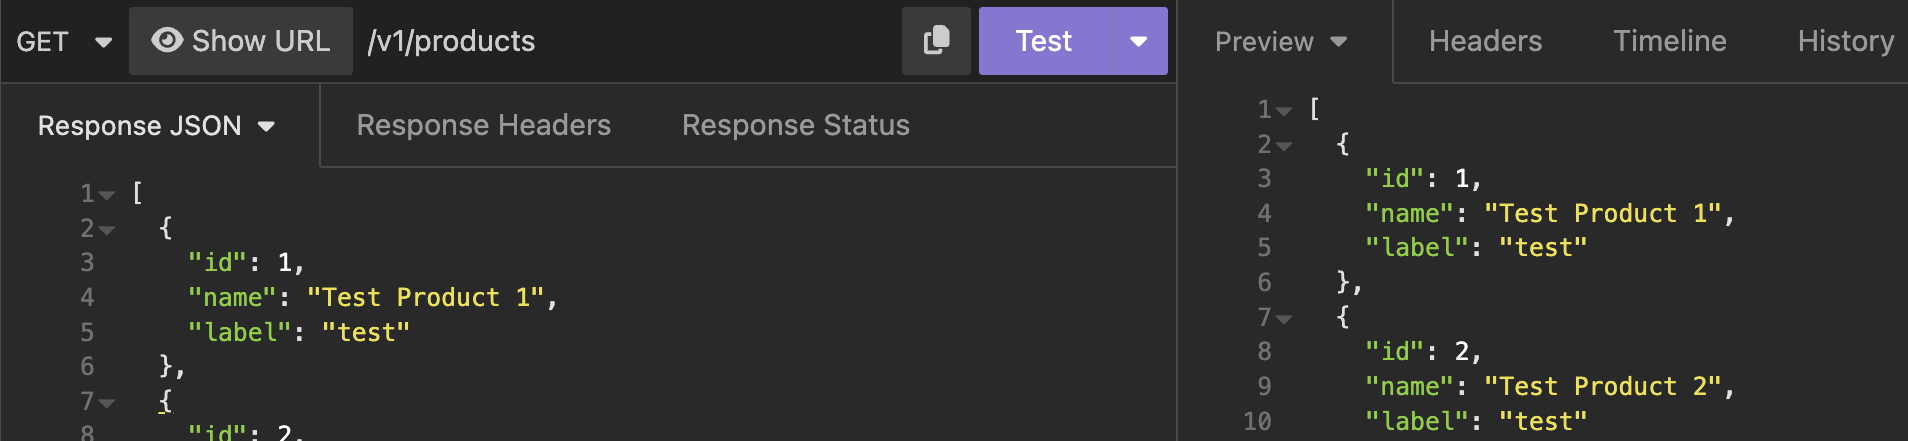 GET Show URL /v1/products Test
Response JSON Response Headers Response Status
1 [
2 {
3 "id": 1,
4 "name": "Test Product 1",
5 "label": "test"
6 },
7 {
8 "id": 2,
Preview Headers Timeline History
1 [
2 {
3 "id": 1,
4 "name": "Test Product 1",
5 "label": "test"
6 },
7 {
8 "id": 2,
9 "name": "Test Product 2",
10 "label": "test"